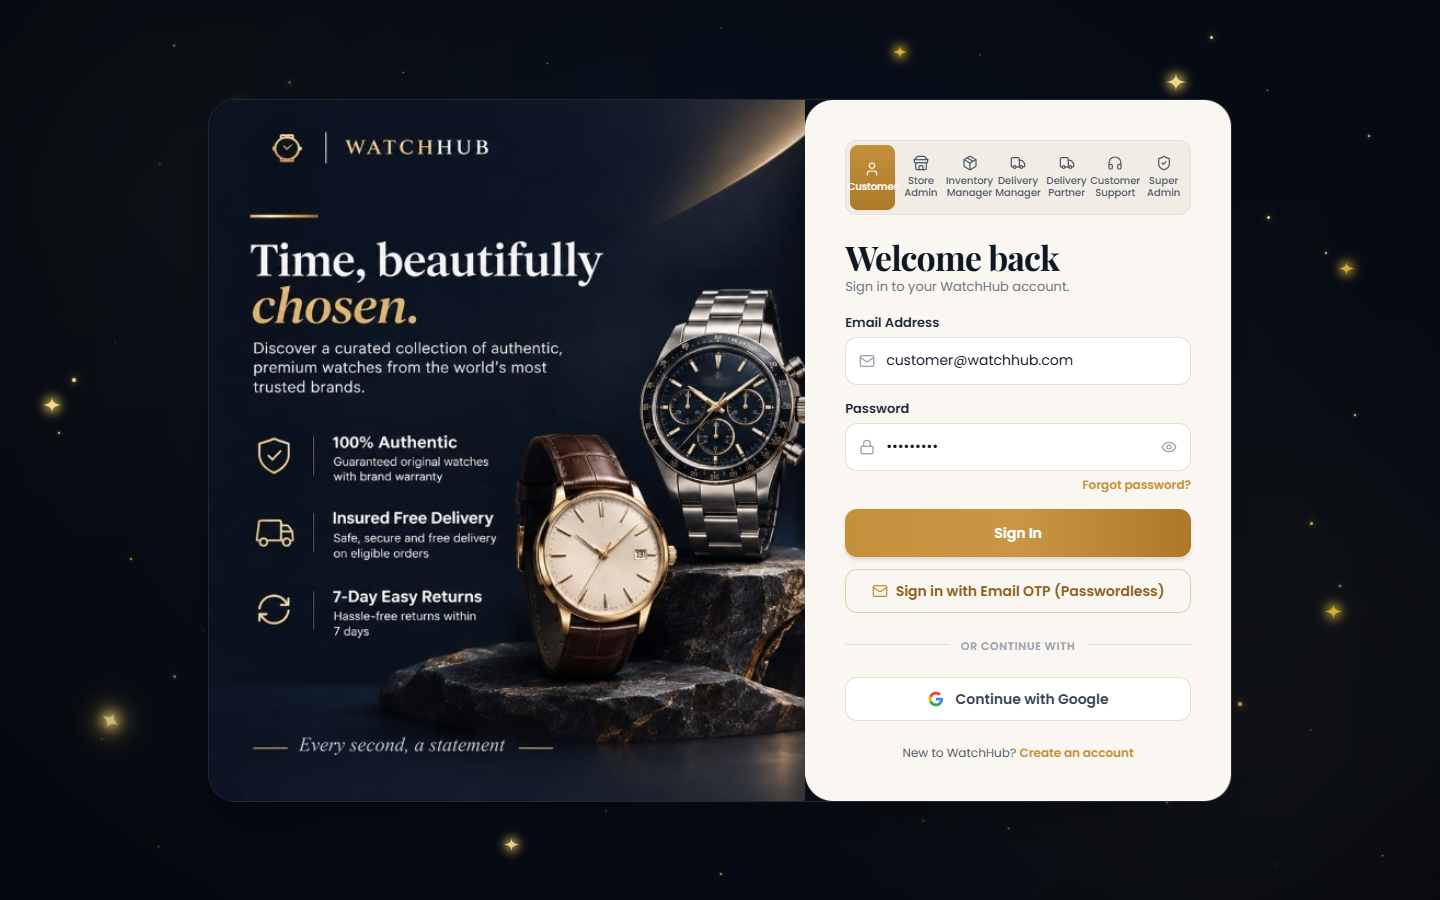 WATCHHUB
Time, beautifully
chosen.
Discover a curated collection of authentic,
premium watches from the world's most
trusted brands.
100% Authentic
Guaranteed original watches
with brand warranty
Insured Free Delivery
Safe, secure and free delivery
on eligible orders
7-Day Easy Returns
Hassle-free returns within
7 days
Every second, a statement
Customer
Store
Admin
Inventory
Manager
Delivery
Manager
Delivery
Partner
Customer
Support
Super
Admin
Welcome back
Sign in to your WatchHub account.
Email Address
customer@watchhub.com
Password
•••••••••
Forgot password?
Sign In
Sign in with Email OTP (Passwordless)
OR CONTINUE WITH
Continue with Google
New to WatchHub? Create an account